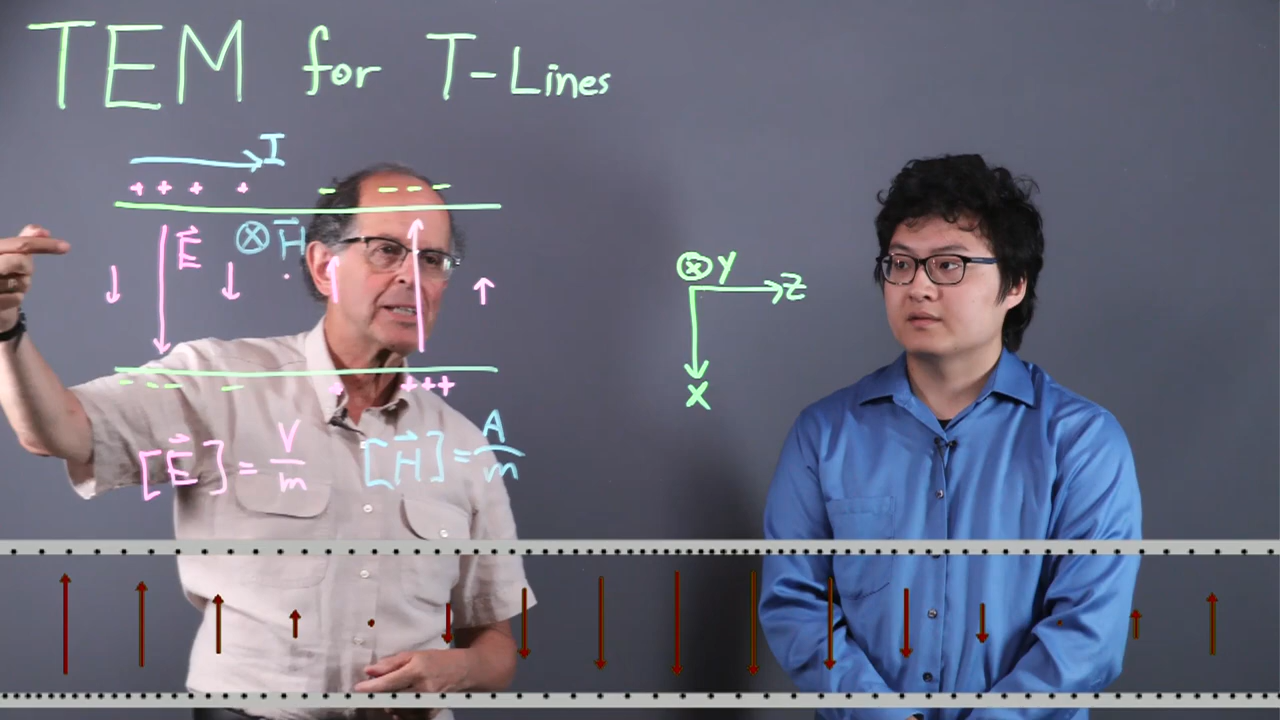 TEM for T-Lines
I
+ + + + - - - - -
E⃗ ⊗ H⃗
⊗ Y
Z
X
- - - - - + + + +
[E⃗] = V/m [H⃗] = A/m